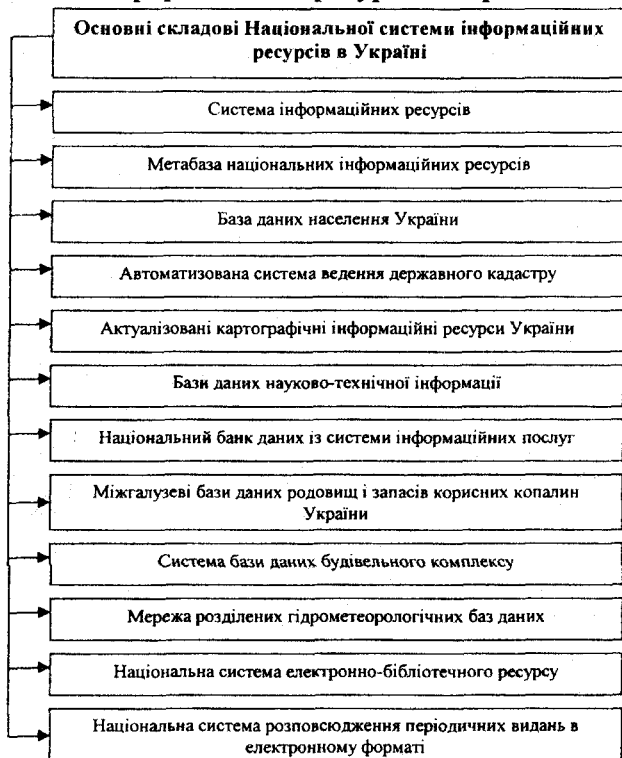 Основні складові Національної системи інформаційних
ресурсів в Україні
Система інформаційних ресурсів
Метабаза національних інформаційних ресурсів
База даних населення України
Автоматизована система ведення державного кадастру
Актуалізовані картографічні інформаційні ресурси України
Бази даних науково-технічної інформації
Національний банк даних із системи інформаційних послуг
Міжгалузеві бази даних родовищ і запасів корисних копалин
України
Система бази даних будівельного комплексу
Мережа розділених гідрометеорологічних баз даних
Національна система електронно-бібліотечного ресурсу
Національна система розповсюдження періодичних видань в
електронному форматі